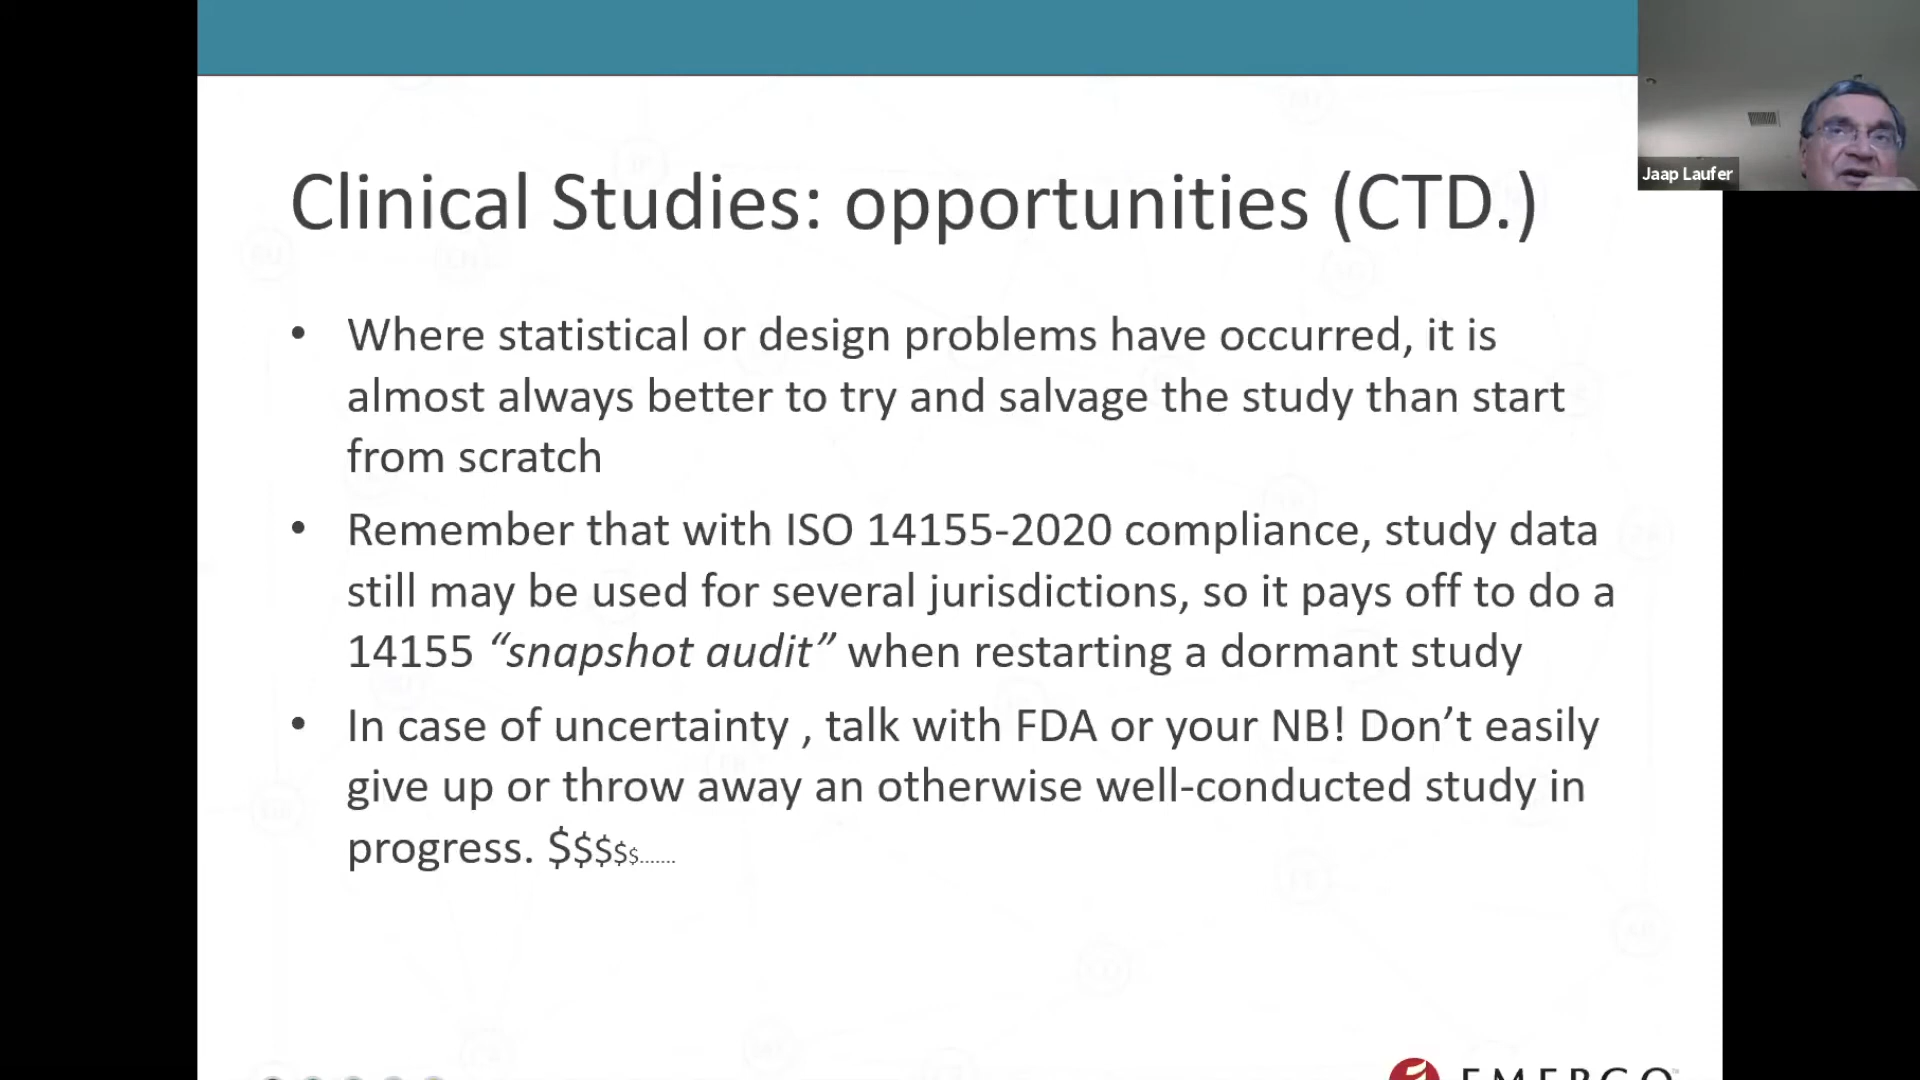 Jaap Laufer
Clinical Studies: opportunities (CTD.)
• Where statistical or design problems have occurred, it is
almost always better to try and salvage the study than start
from scratch
• Remember that with ISO 14155-2020 compliance, study data
still may be used for several jurisdictions, so it pays off to do a
14155 “snapshot audit” when restarting a dormant study
• In case of uncertainty , talk with FDA or your NB! Don’t easily
give up or throw away an otherwise well-conducted study in
progress. $$$$$.......
EMERGO